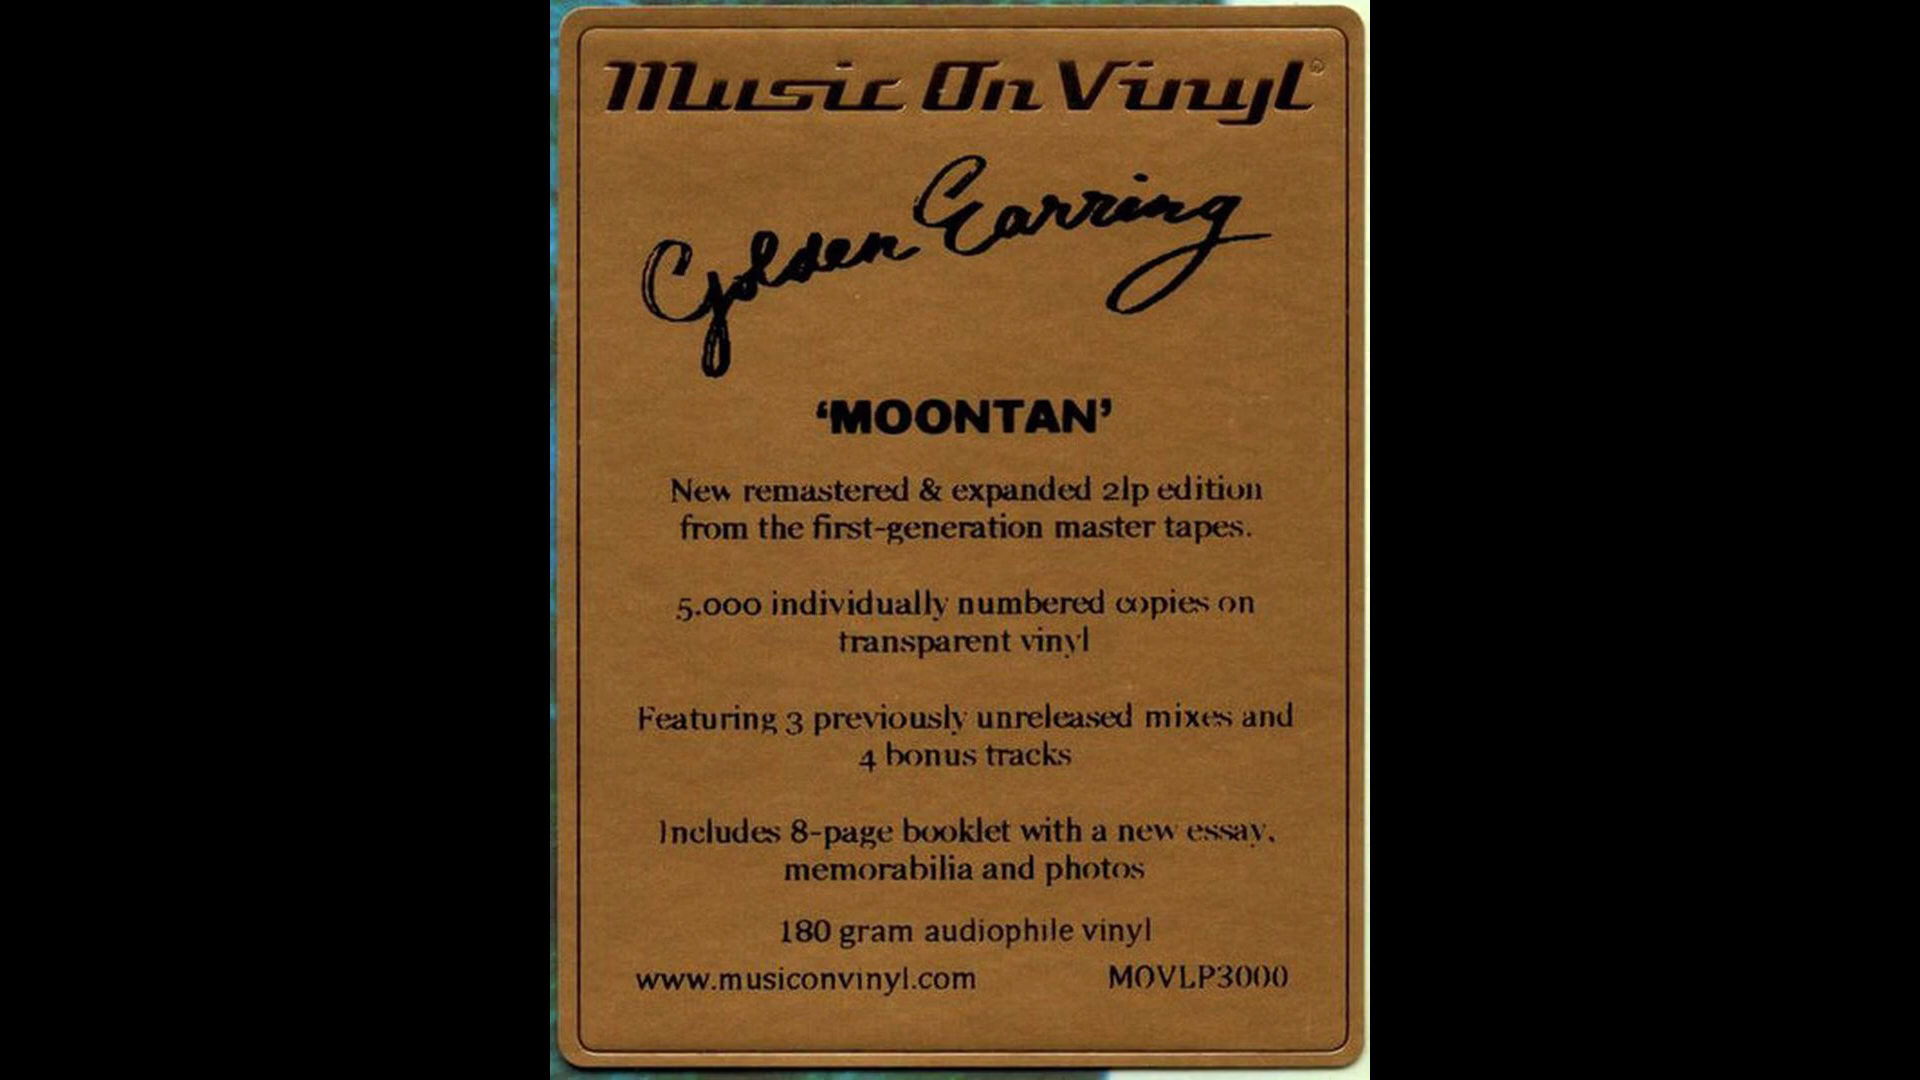 Music On Vinyl®
Golden Earring
‘MOONTAN’
New remastered & expanded 2lp edition
from the first-generation master tapes.
5.000 individually numbered copies on
transparent vinyl
Featuring 3 previously unreleased mixes and
4 bonus tracks
Includes 8-page booklet with a new essay,
memorabilia and photos
180 gram audiophile vinyl
www.musiconvinyl.com MOVLP3000